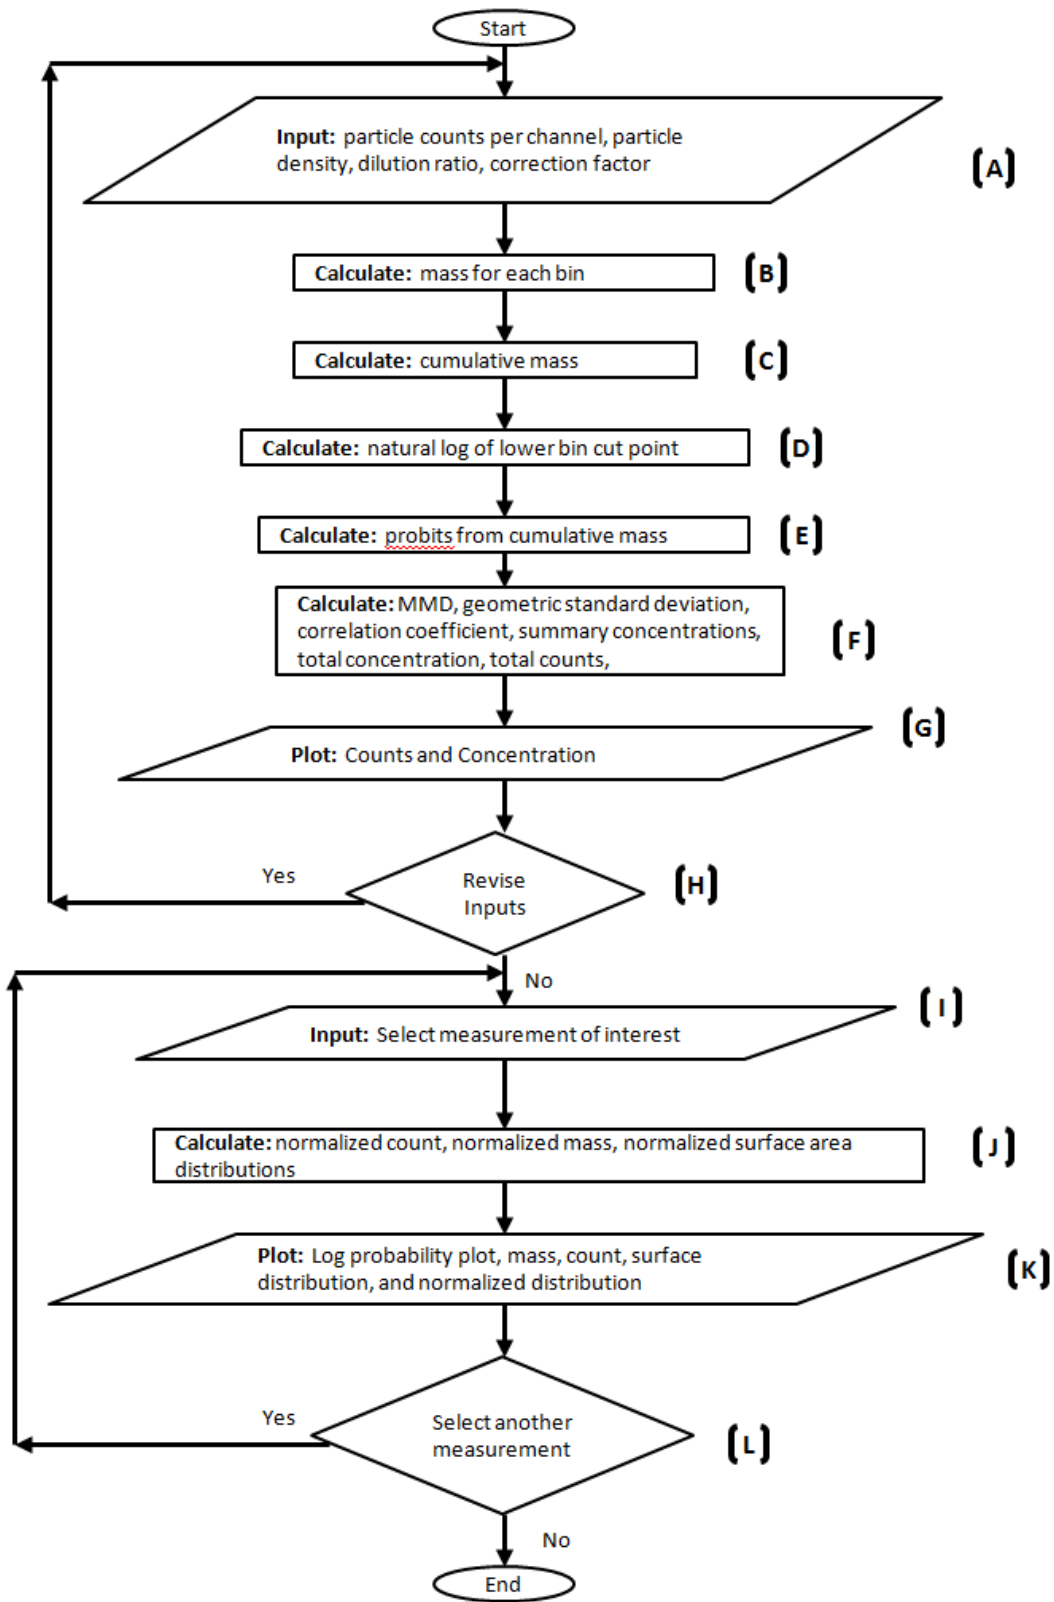 Start
Input: particle counts per channel, particle
density, dilution ratio, correction factor
[A]
Calculate: mass for each bin
[B]
Calculate: cumulative mass
[C]
Calculate: natural log of lower bin cut point
[D]
Calculate: probits from cumulative mass
[E]
Calculate: MMD, geometric standard deviation,
correlation coefficient, summary concentrations,
total concentration, total counts,
[F]
Plot: Counts and Concentration
[G]
Revise
Inputs
[H]
Yes
No
Input: Select measurement of interest
[I]
Calculate: normalized count, normalized mass, normalized surface area
distributions
[J]
Plot: Log probability plot, mass, count, surface
distribution, and normalized distribution
[K]
Select another
measurement
[L]
Yes
No
End